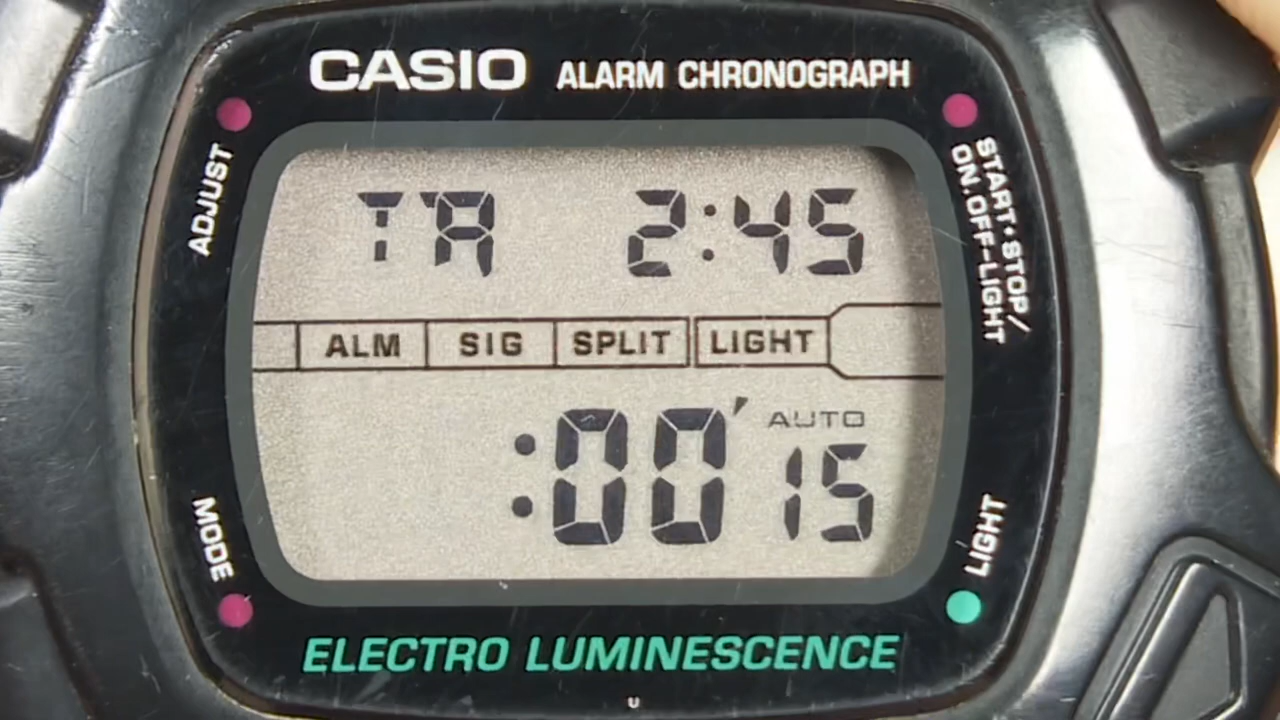 CASIO ALARM CHRONOGRAPH
ADJUST
START·STOP/
ON.OFF-LIGHT
TR 2:45
ALM SIG SPLIT LIGHT
AUTO
:00' 15
MODE
LIGHT
ELECTRO LUMINESCENCE
U